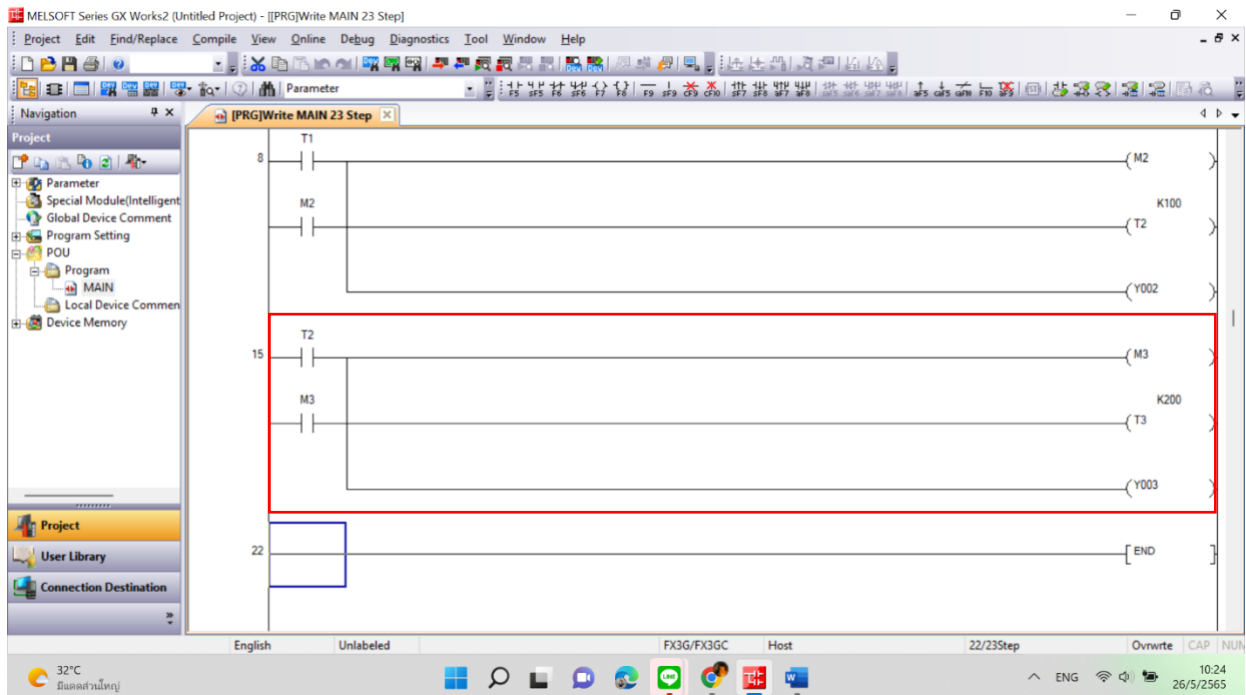 MELSOFT Series GX Works2 (Untitled Project) - [[PRG]Write MAIN 23 Step]
Project Edit Find/Replace Compile View Online Debug Diagnostics Tool Window Help
Parameter
Navigation
[PRG]Write MAIN 23 Step
Project
Parameter
Special Module(Intelligent
Global Device Comment
Program Setting
POU
Program
MAIN
Local Device Commen
Device Memory
Project
User Library
Connection Destination
T1
8
M2
M2
K100
T2
Y002
T2
15
M3
M3
K200
T3
Y003
22
END
English Unlabeled FX3G/FX3GC Host 22/23Step Ovrwrte CAP NUM
32°C
มีแดดส่วนใหญ่
ENG
10:24
26/5/2565